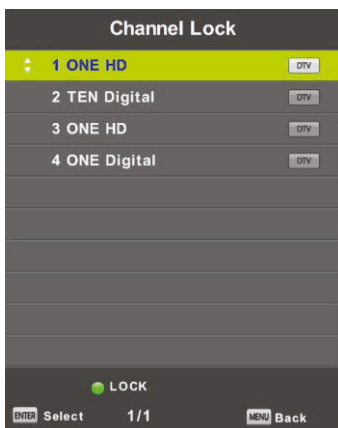 Channel Lock
1 ONE HD DTV
2 TEN Digital DTV
3 ONE HD DTV
4 ONE Digital DTV
LOCK
ENTER Select 1/1 MENU Back